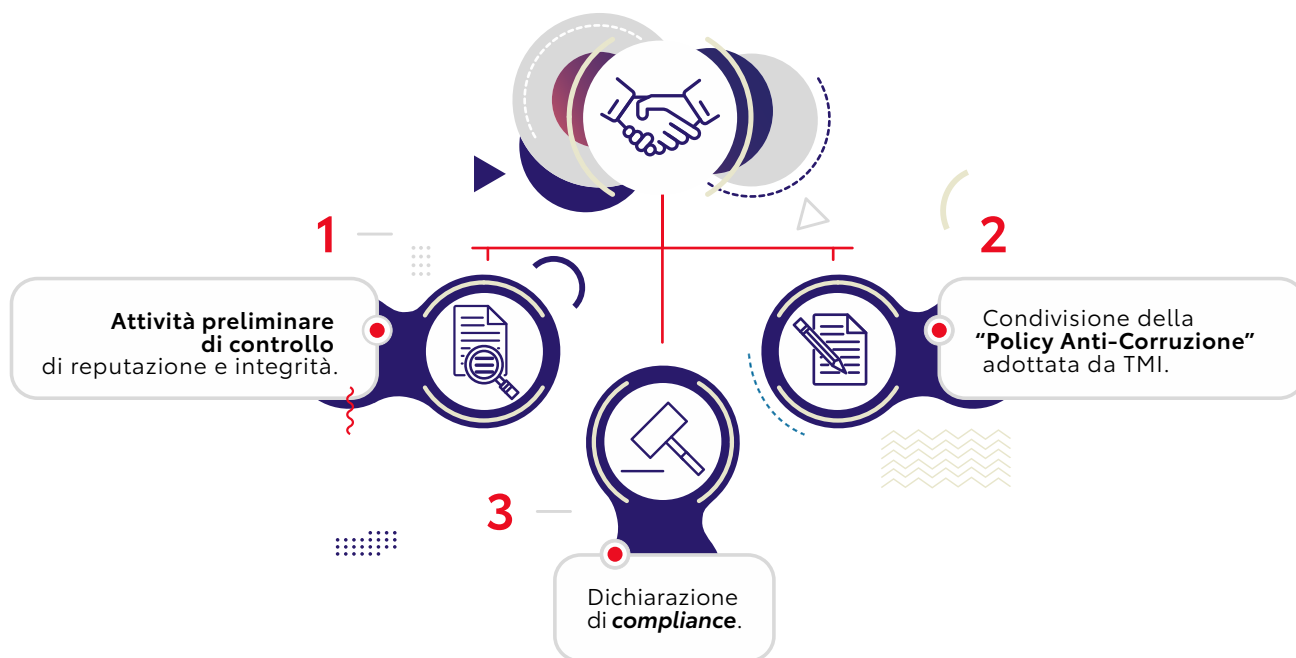 1
Attività preliminare
di controllo
di reputazione e integrità.
2
Condivisione della
“Policy Anti-Corruzione”
adottata da TMI.
3
Dichiarazione
di compliance.